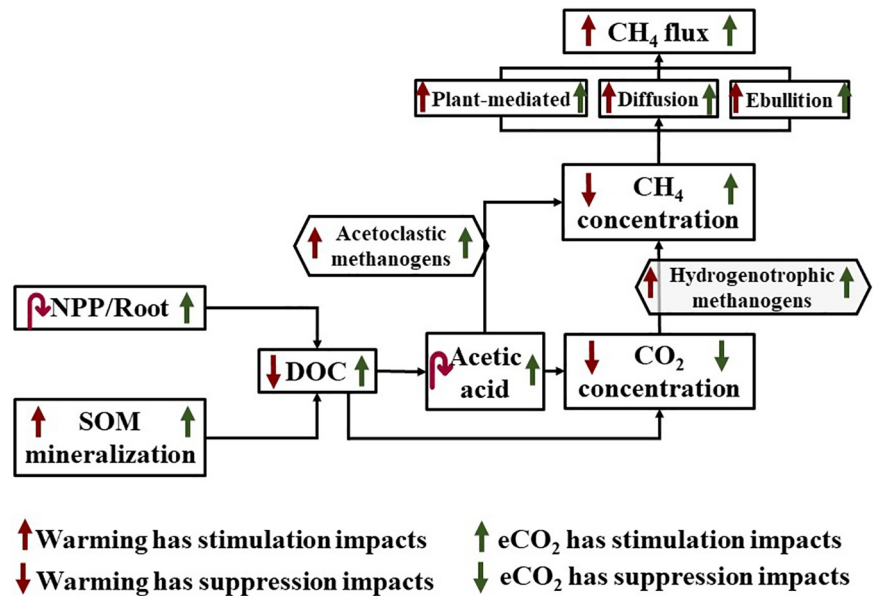 CH₄ flux
Plant-mediated
Diffusion
Ebullition
CH₄
concentration
Acetoclastic
methanogens
Hydrogenotrophic
methanogens
NPP/Root
DOC
Acetic
acid
CO₂
concentration
SOM
mineralization
Warming has stimulation impacts
eCO₂ has stimulation impacts
Warming has suppression impacts
eCO₂ has suppression impacts